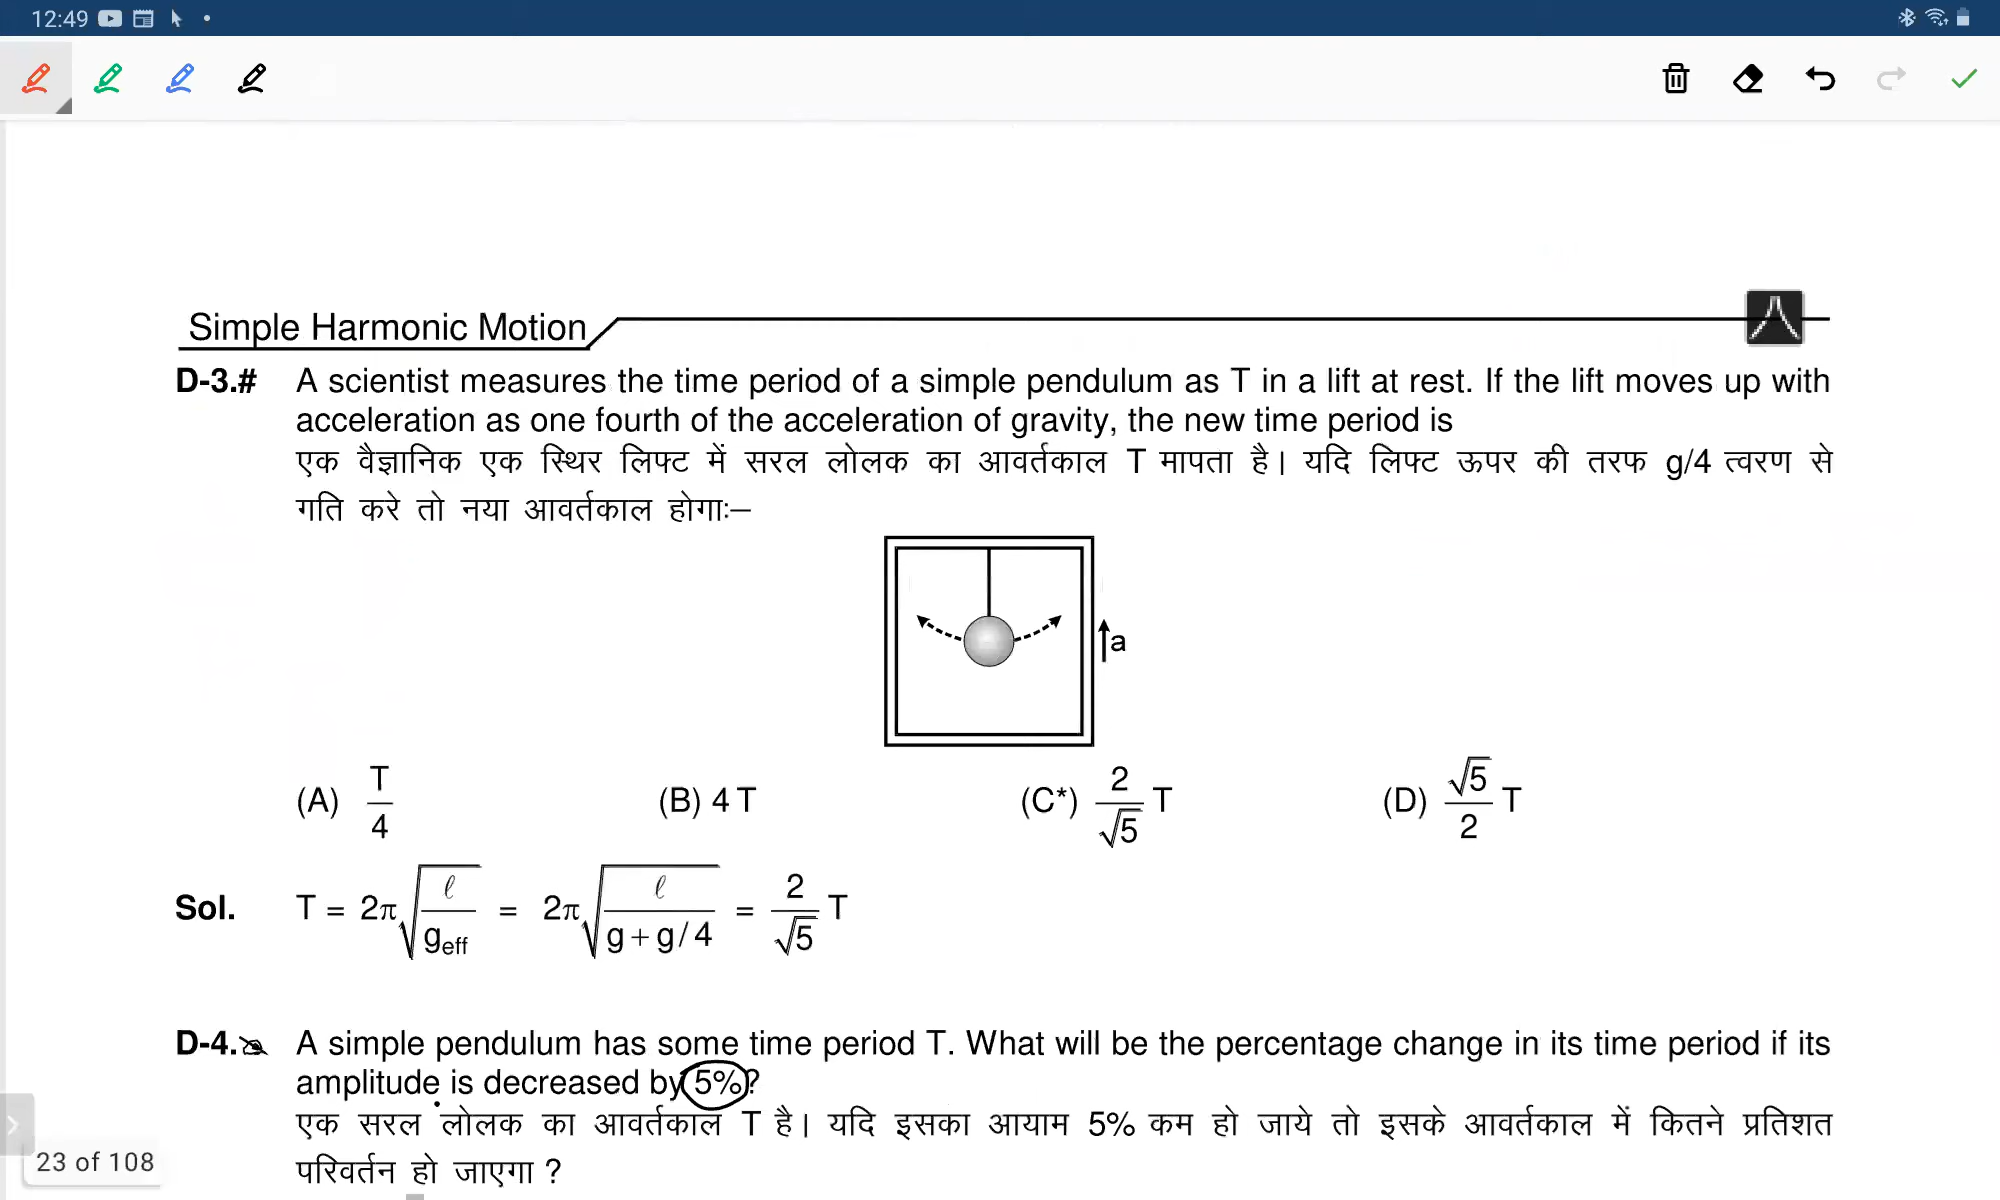 12:49
Simple Harmonic Motion
D-3.# A scientist measures the time period of a simple pendulum as T in a lift at rest. If the lift moves up with
acceleration as one fourth of the acceleration of gravity, the new time period is
एक वैज्ञानिक एक स्थिर लिफ्ट में सरल लोलक का आवर्तकाल T मापता है। यदि लिफ्ट ऊपर की तरफ g/4 त्वरण से
गति करे तो नया आवर्तकाल होगाः–
a
(A) T/4 (B) 4 T (C*) 2/√5 T (D) √5/2 T
Sol. T = 2π√(ℓ/g_eff) = 2π√(ℓ/(g + g/4)) = 2/√5 T
D-4. A simple pendulum has some time period T. What will be the percentage change in its time period if its
amplitude is decreased by 5%?
एक सरल लोलक का आवर्तकाल T है। यदि इसका आयाम 5% कम हो जाये तो इसके आवर्तकाल में कितने प्रतिशत
परिवर्तन हो जाएगा ?
23 of 108